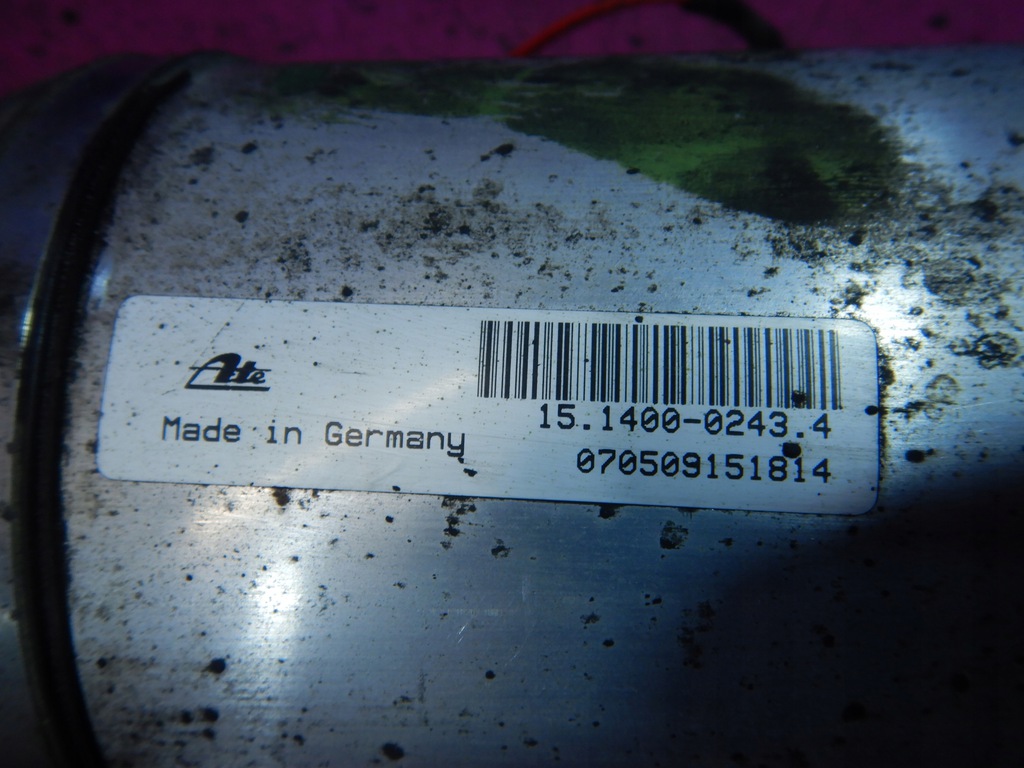 Ate
Made in Germany
15.1400-0243.4
070509151814